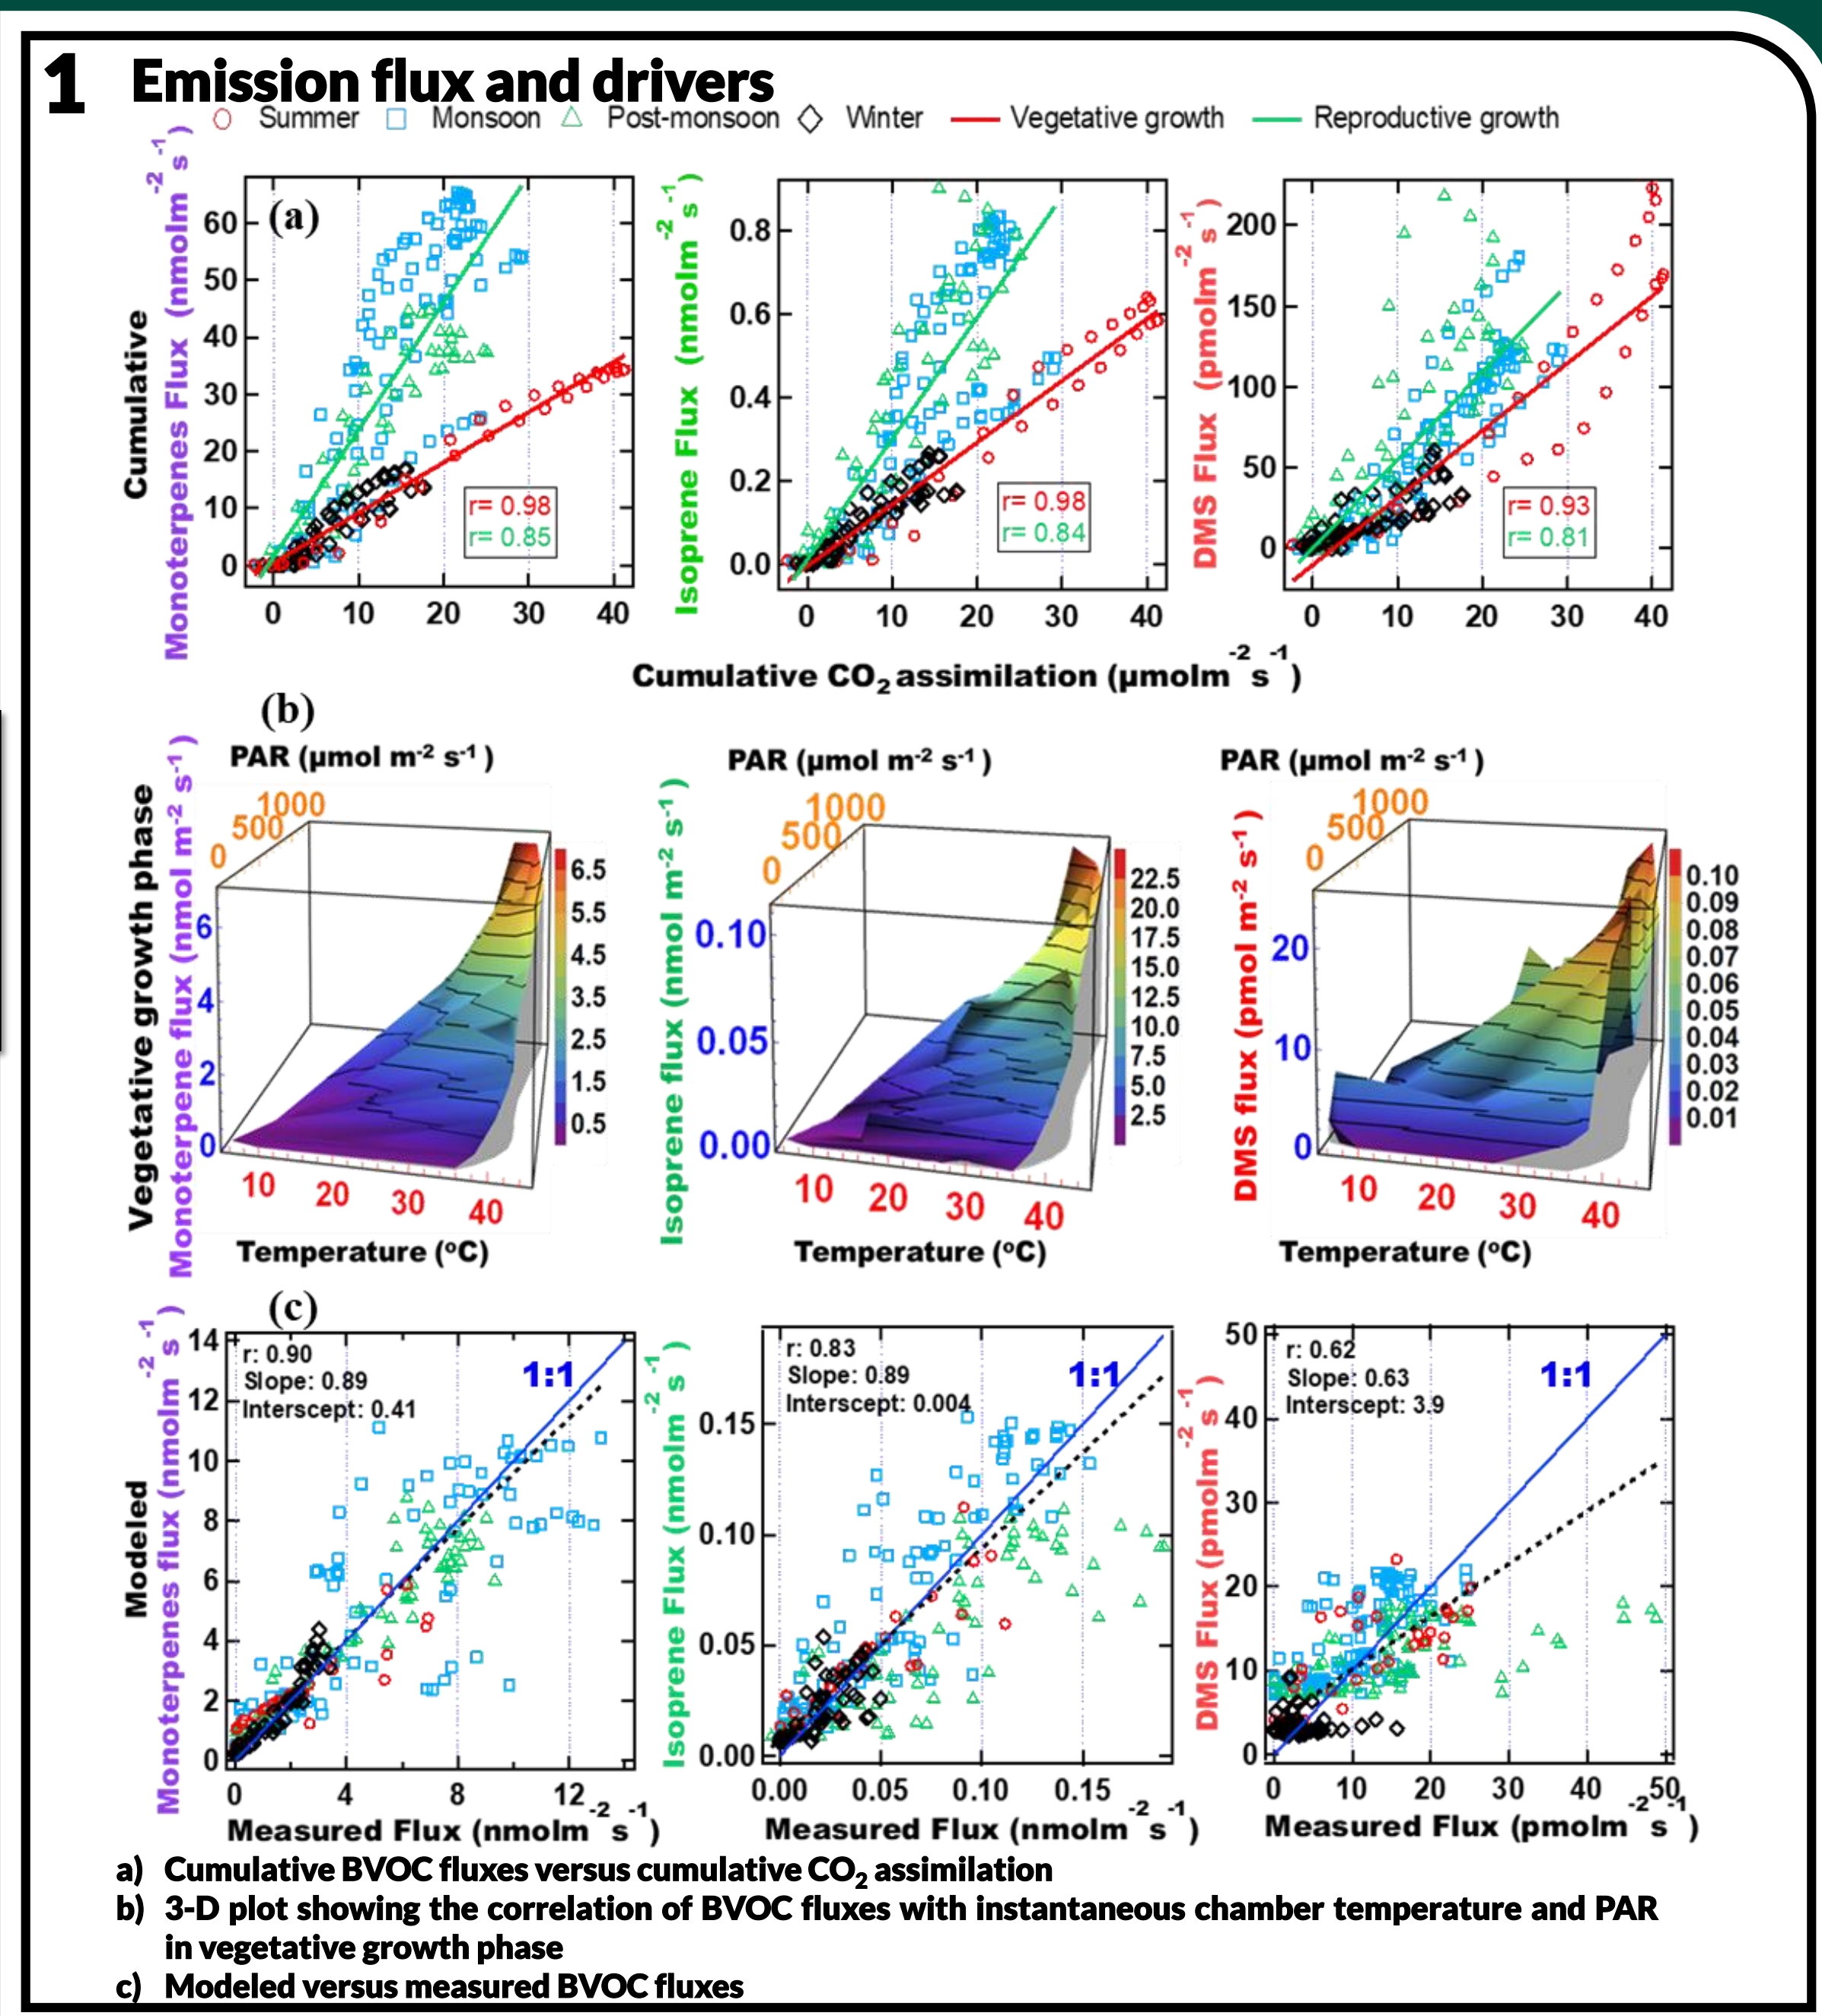 1 Emission flux and drivers
Summer Monsoon Post-monsoon Winter Vegetative growth Reproductive growth
Cumulative
Monoterpenes Flux (nmolm-2 s-1)
(a)
60
50
40
30
20
10
0
r= 0.98
r= 0.85
0 10 20 30 40
Isoprene Flux (nmolm-2 s-1)
0.8
0.6
0.4
0.2
0.0
r= 0.98
r= 0.84
0 10 20 30 40
DMS Flux (pmolm-2 s-1)
200
150
100
50
0
r= 0.93
r= 0.81
0 10 20 30 40
Cumulative CO2 assimilation (µmolm-2 s-1)
(b)
Vegetative growth phase
Monoterpene flux (nmol m-2 s-1)
PAR (µmol m-2 s-1)
1000
500
0
6
4
2
0
10 20 30 40
6.5
5.5
4.5
3.5
2.5
1.5
0.5
Temperature (oC)
Isoprene flux (nmol m-2 s-1)
PAR (µmol m-2 s-1)
1000
500
0
0.10
0.05
0.00
10 20 30 40
22.5
20.0
17.5
15.0
12.5
10.0
7.5
5.0
2.5
Temperature (oC)
DMS flux (pmol m-2 s-1)
PAR (µmol m-2 s-1)
1000
500
0
20
10
0
10 20 30 40
0.10
0.09
0.08
0.07
0.06
0.05
0.04
0.03
0.02
0.01
Temperature (oC)
(c)
Modeled
Monoterpenes flux (nmolm-2 s-1)
14
12
10
8
6
4
2
0
r: 0.90
Slope: 0.89
Interscept: 0.41
1:1
0 4 8 12
Measured Flux (nmolm-2 s-1)
Isoprene Flux (nmolm-2 s-1)
0.15
0.10
0.05
0.00
r: 0.83
Slope: 0.89
Interscept: 0.004
1:1
0.00 0.05 0.10 0.15
Measured Flux (nmolm-2 s-1)
DMS Flux (pmolm-2 s-1)
50
40
30
20
10
0
r: 0.62
Slope: 0.63
Interscept: 3.9
1:1
0 10 20 30 40 50
Measured Flux (pmolm-2 s-1)
a) Cumulative BVOC fluxes versus cumulative CO2 assimilation
b) 3-D plot showing the correlation of BVOC fluxes with instantaneous chamber temperature and PAR
in vegetative growth phase
c) Modeled versus measured BVOC fluxes